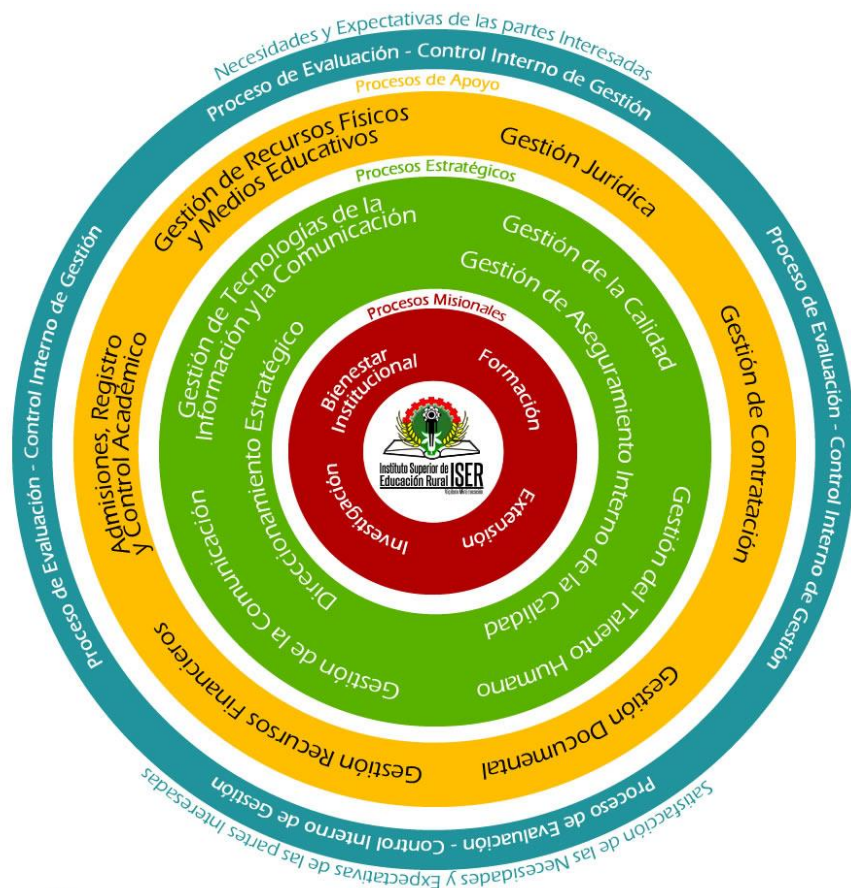 Necesidades y Expectativas de las partes Interesadas
Proceso de Evaluación - Control Interno de Gestión
Proceso de Evaluación - Control Interno de Gestión
Proceso de Evaluación - Control Interno de Gestión
Proceso de Evaluación - Control Interno de Gestión
Satisfacción de las Necesidades y Expectativas de las partes Interesadas
Procesos de Apoyo
Gestión de Recursos Físicos
y Medios Educativos
Gestión Jurídica
Gestión de Contratación
Gestión Documental
Gestión Recursos Financieros
Admisiones, Registro
y Control Académico
Procesos Estratégicos
Gestión de Tecnologías de la
Información y la Comunicación
Gestión de la Calidad
Gestión de Aseguramiento Interno de la Calidad
Gestión del Talento Humano
Gestión de la Comunicación
Direccionamiento Estratégico
Procesos Misionales
Bienestar
Institucional
Formación
Extensión
Investigación
Instituto Superior de
Educación Rural ISER